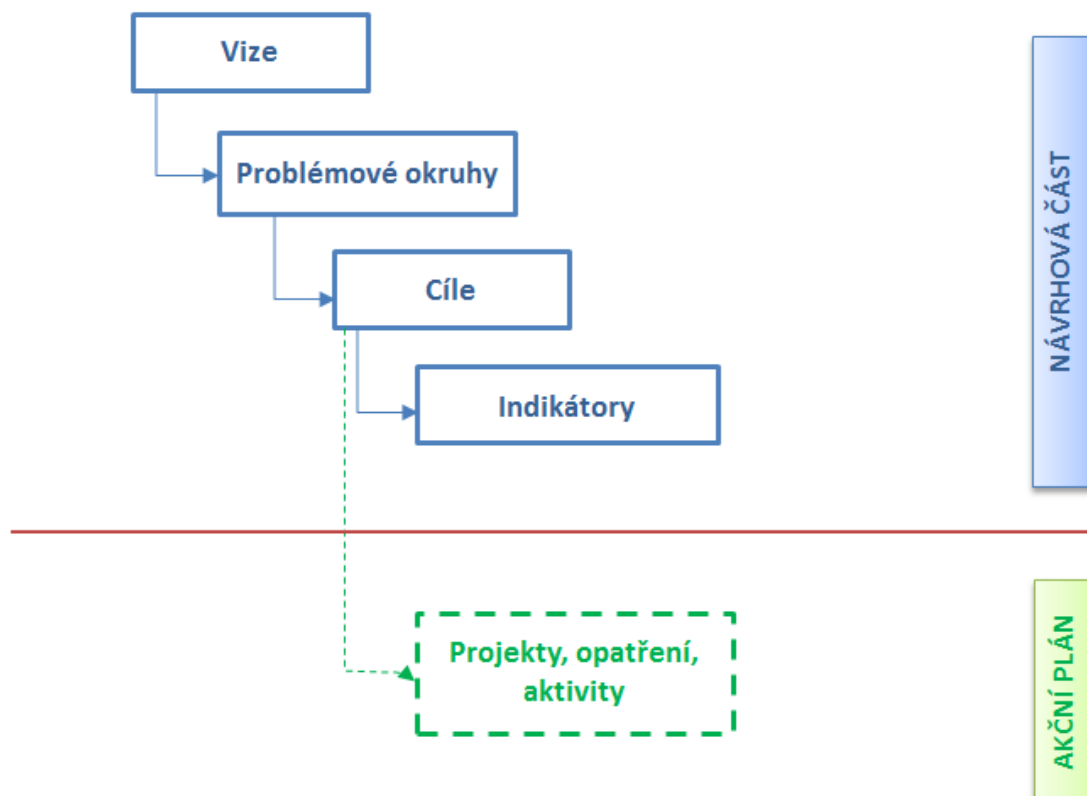 Vize
Problémové okruhy
Cíle
Indikátory
NÁVRHOVÁ ČÁST
Projekty, opatření,
aktivity
AKČNÍ PLÁN